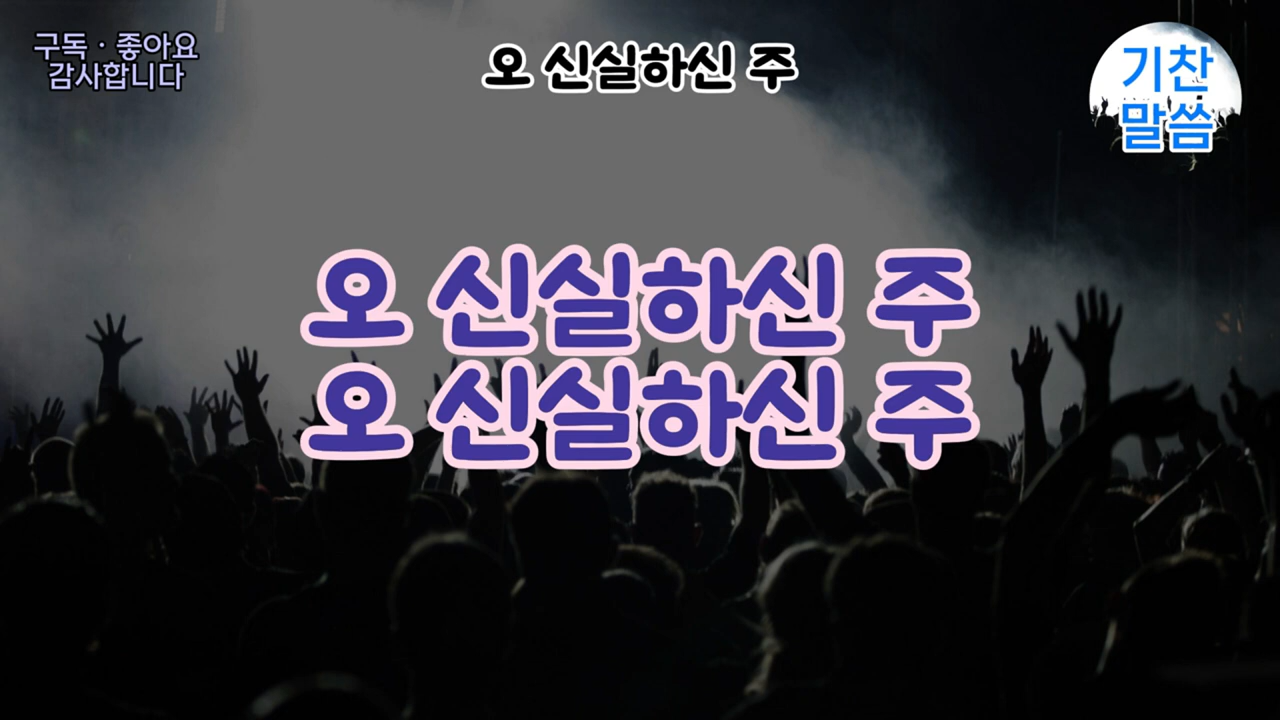 구독 · 좋아요
감사합니다
오 신실하신 주
기찬
말씀
오 신실하신 주
오 신실하신 주